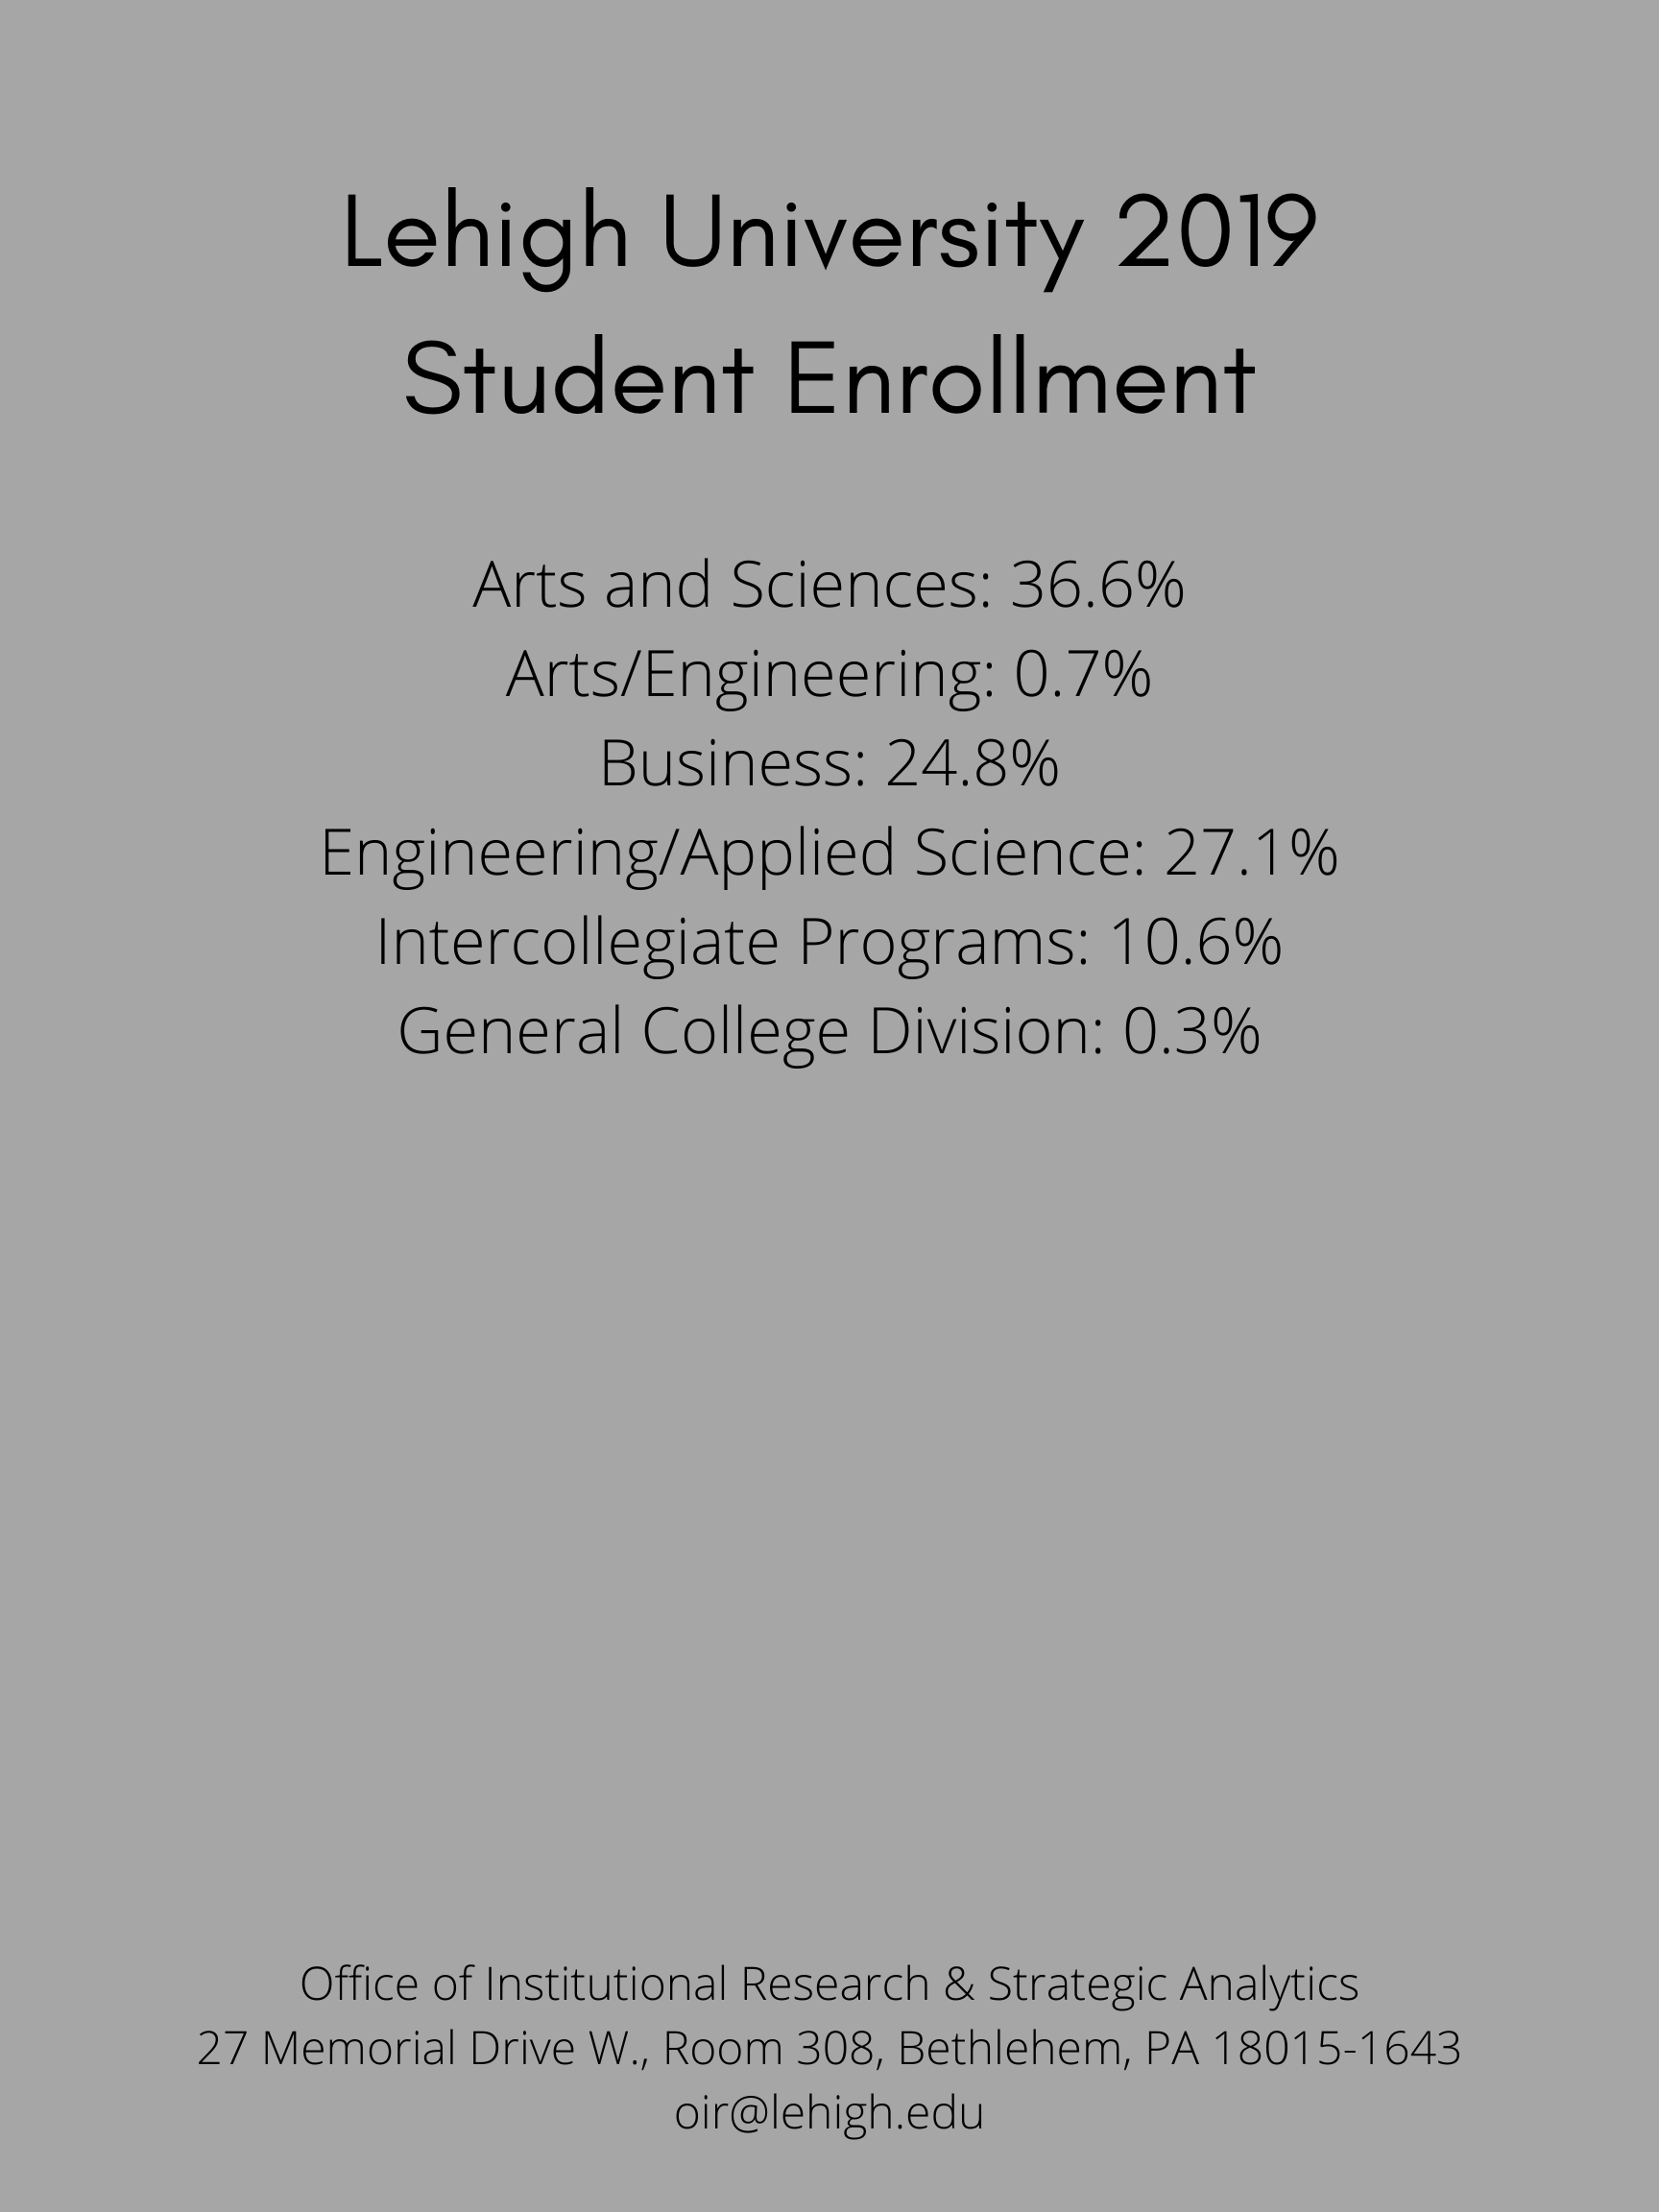 Lehigh University 2019
Student Enrollment
Arts and Sciences: 36.6%
Arts/Engineering: 0.7%
Business: 24.8%
Engineering/Applied Science: 27.1%
Intercollegiate Programs: 10.6%
General College Division: 0.3%
Office of Institutional Research & Strategic Analytics
27 Memorial Drive W., Room 308, Bethlehem, PA 18015-1643
oir@lehigh.edu